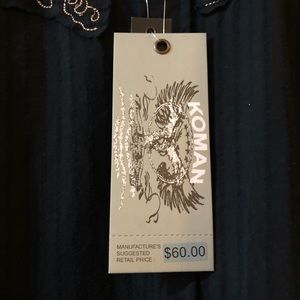 KOMAN
MANUFACTURE'S
SUGGESTED
RETAIL PRICE :
$60.00